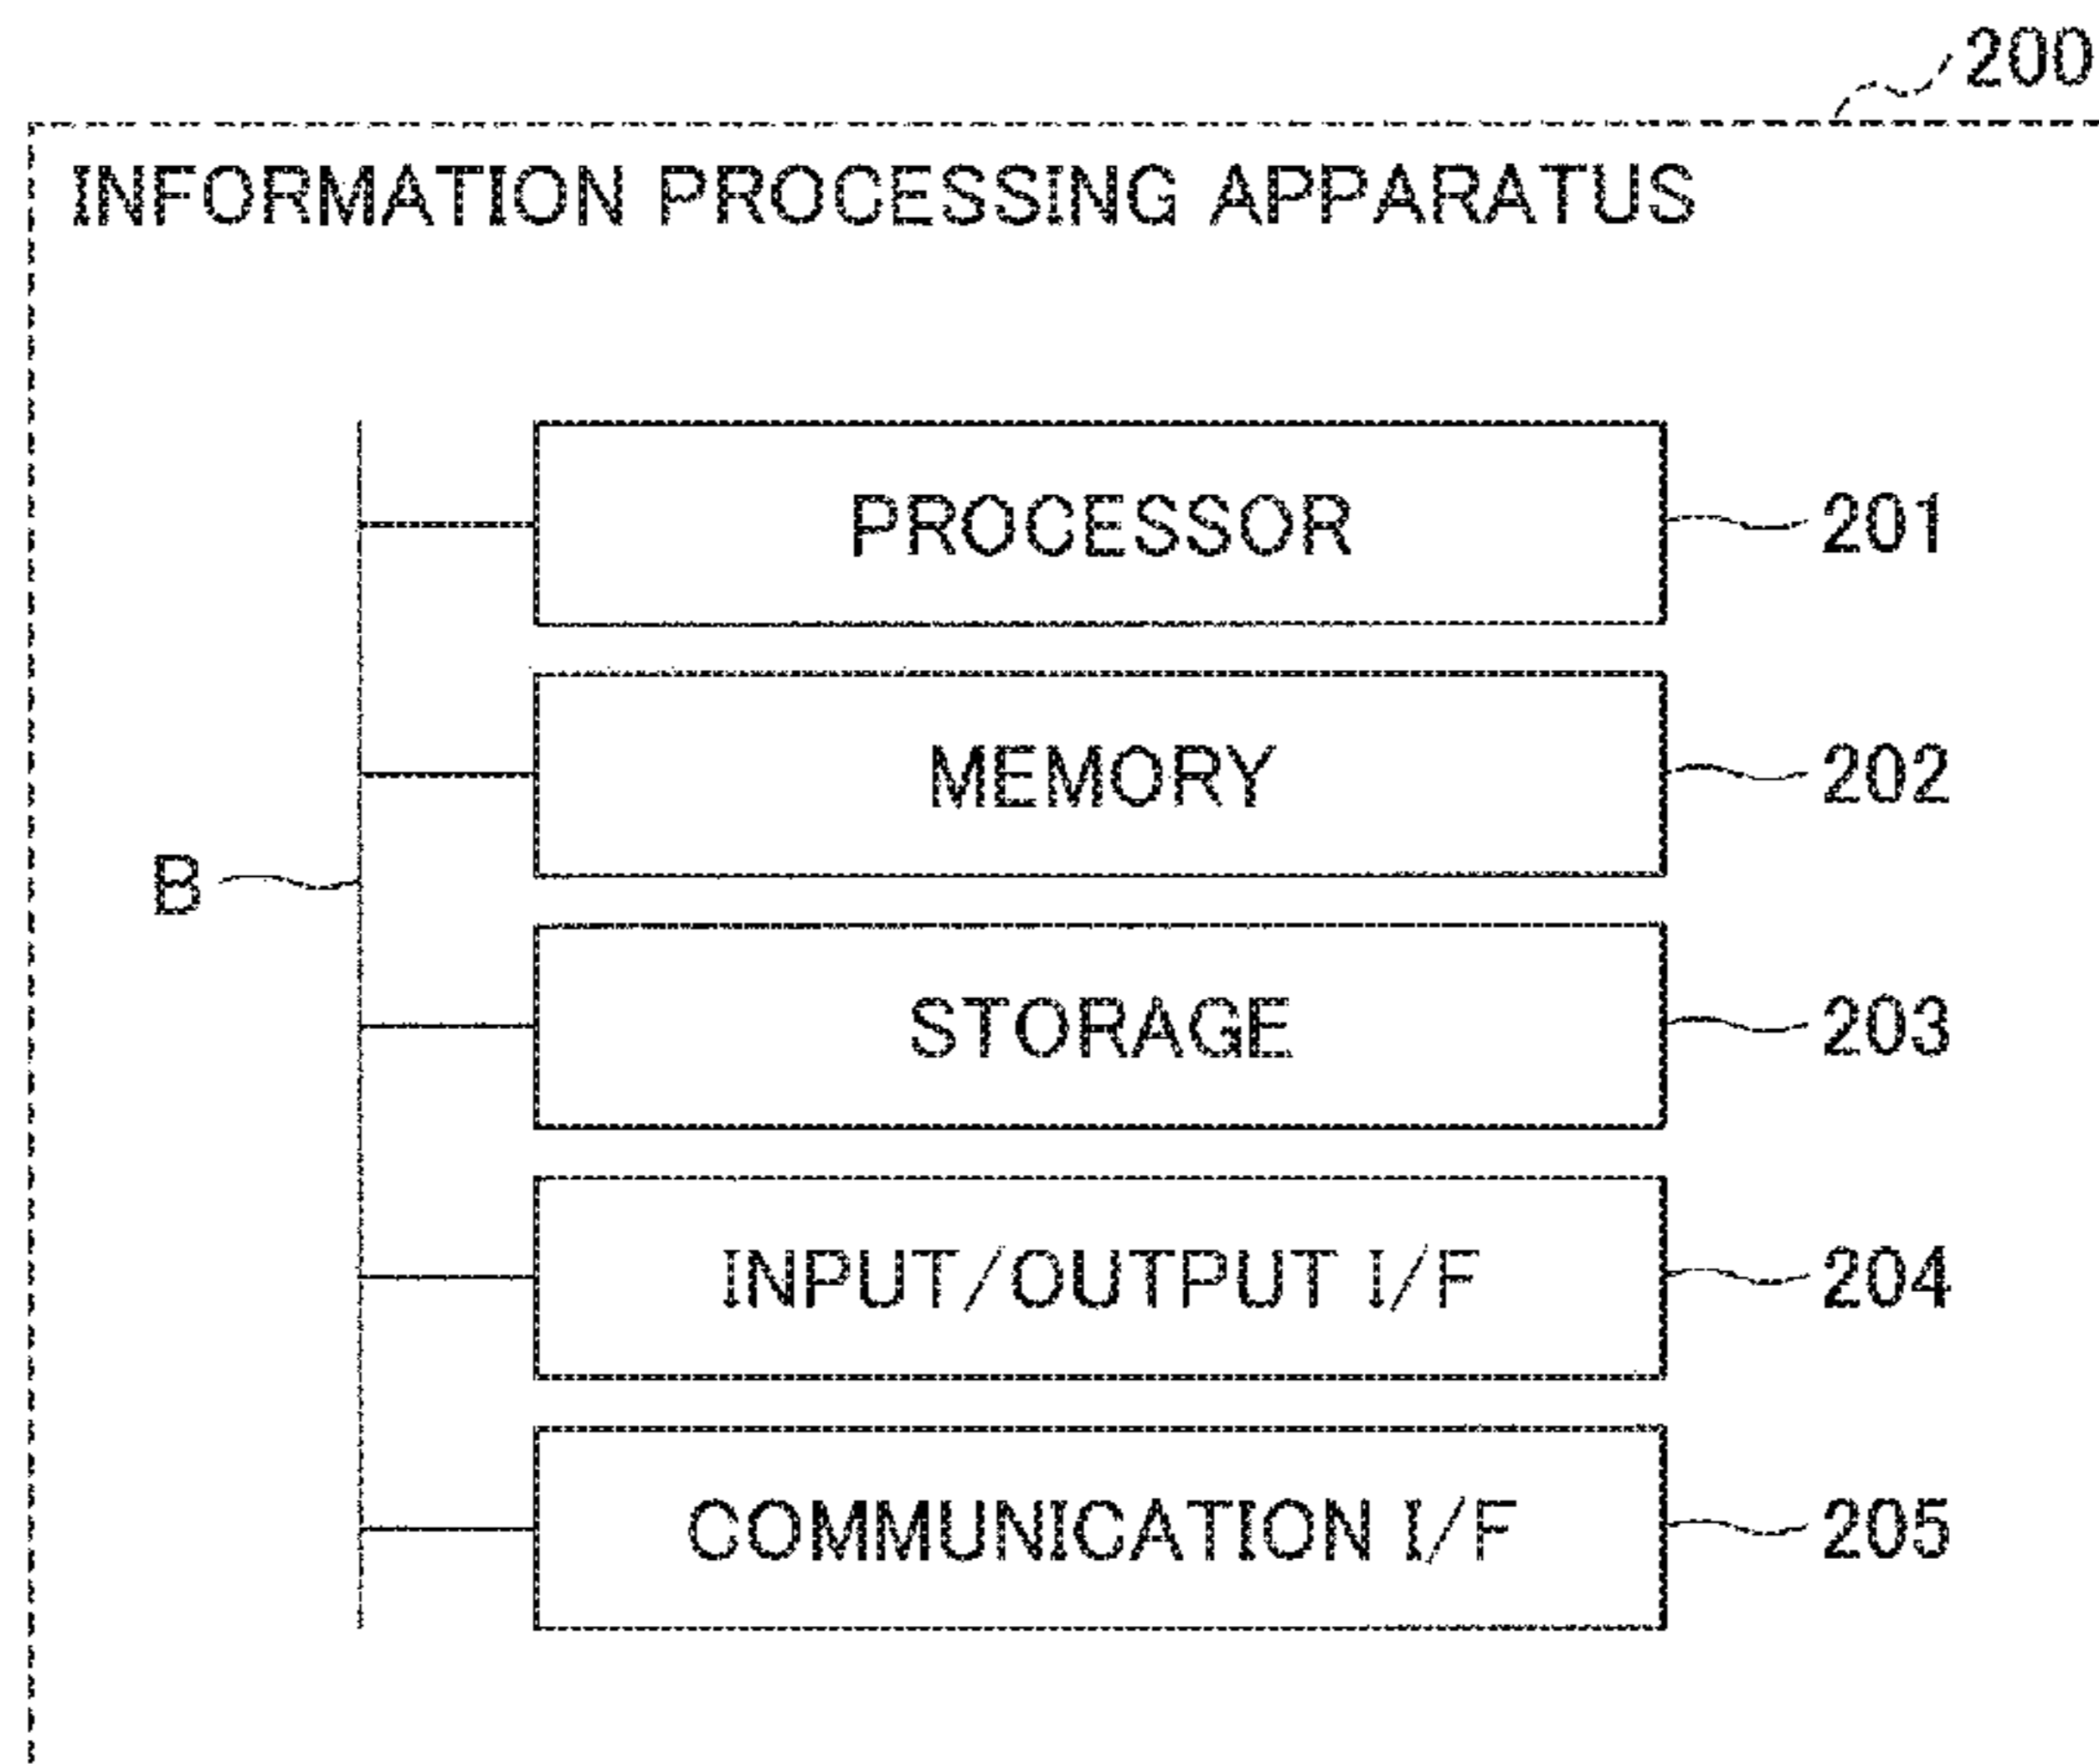 200
INFORMATION PROCESSING APPARATUS
PROCESSOR 201
MEMORY 202
B
STORAGE 203
INPUT/OUTPUT I/F 204
COMMUNICATION I/F 205